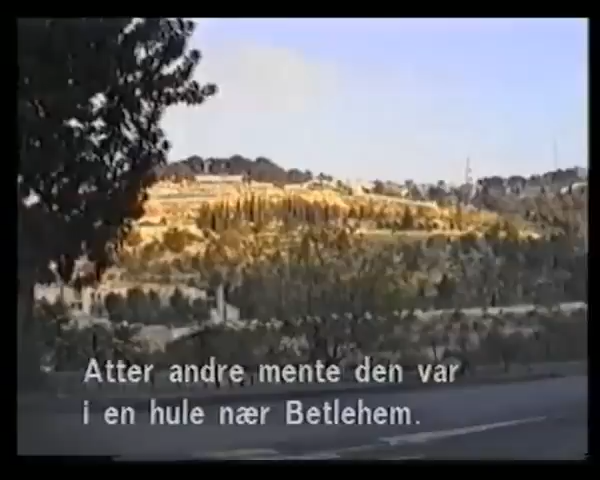 Atter andre mente den var
i en hule nær Betlehem.